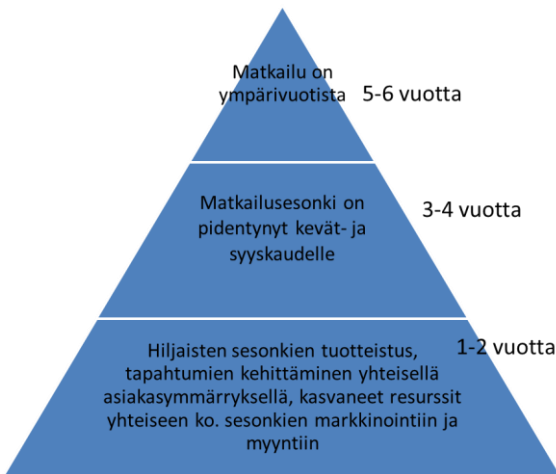 Matkailu on
ympärivuotista
5-6 vuotta
Matkailusesonki on
pidentynyt kevät- ja
syyskaudelle
3-4 vuotta
Hiljaisten sesonkien tuotteistus,
tapahtumien kehittäminen yhteisellä
asiakasymmärryksellä, kasvaneet resurssit
yhteiseen ko. sesonkien markkinointiin ja
myyntiin
1-2 vuotta